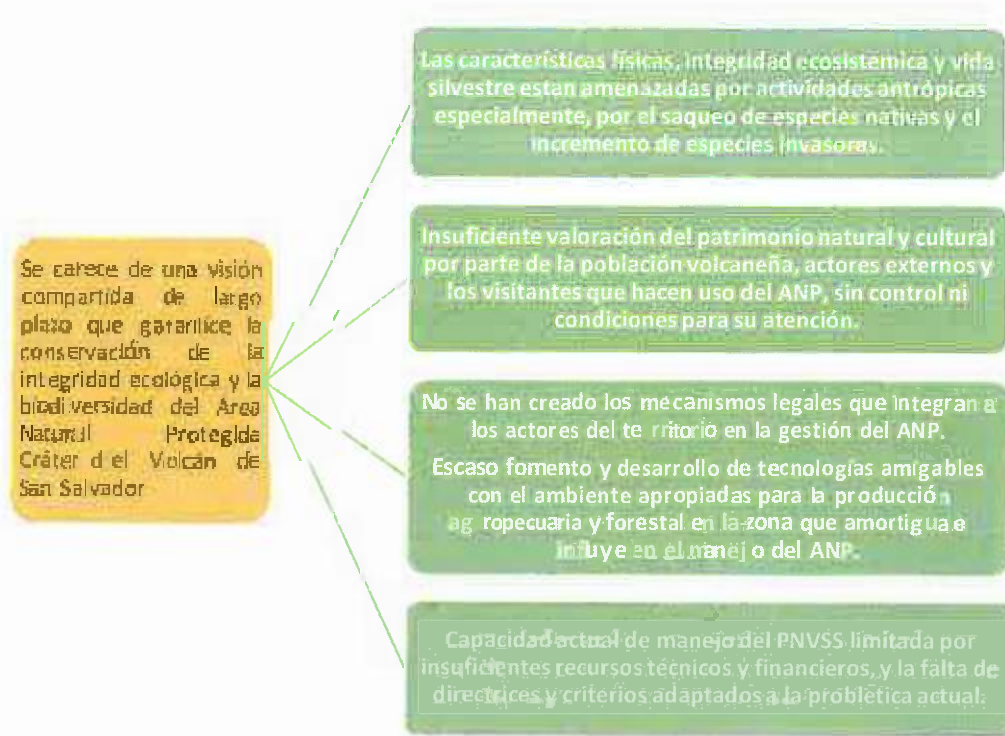 Se carece de una visión
compartida de largo
plazo que garantice la
conservación de la
integridad ecológica y la
biodiversidad del Area
Natural Protegida
Cráter del Volcán de
San Salvador
Las características físicas, integridad ecosistémica y vida
silvestre estan amenazadas por actividades antrópicas
especialmente, por el saqueo de especies nativas y el
incremento de especies invasoras.
Insuficiente valoración del patrimonio natural y cultural
por parte de la población volcaneña, actores externos y
los visitantes que hacen uso del ANP, sin control ni
condiciones para su atención.
No se han creado los mecanismos legales que integran a
los actores del territorio en la gestión del ANP.
Escaso fomento y desarrollo de tecnologías amigables
con el ambiente apropiadas para la producción
agropecuaria y forestal en la zona que amortigua e
influye en el manejo del ANP.
Capacidad actual de manejo del PNVSS limitada por
insuficientes recursos técnicos y financieros, y la falta de
directrices y criterios adaptados a la probletica actual.